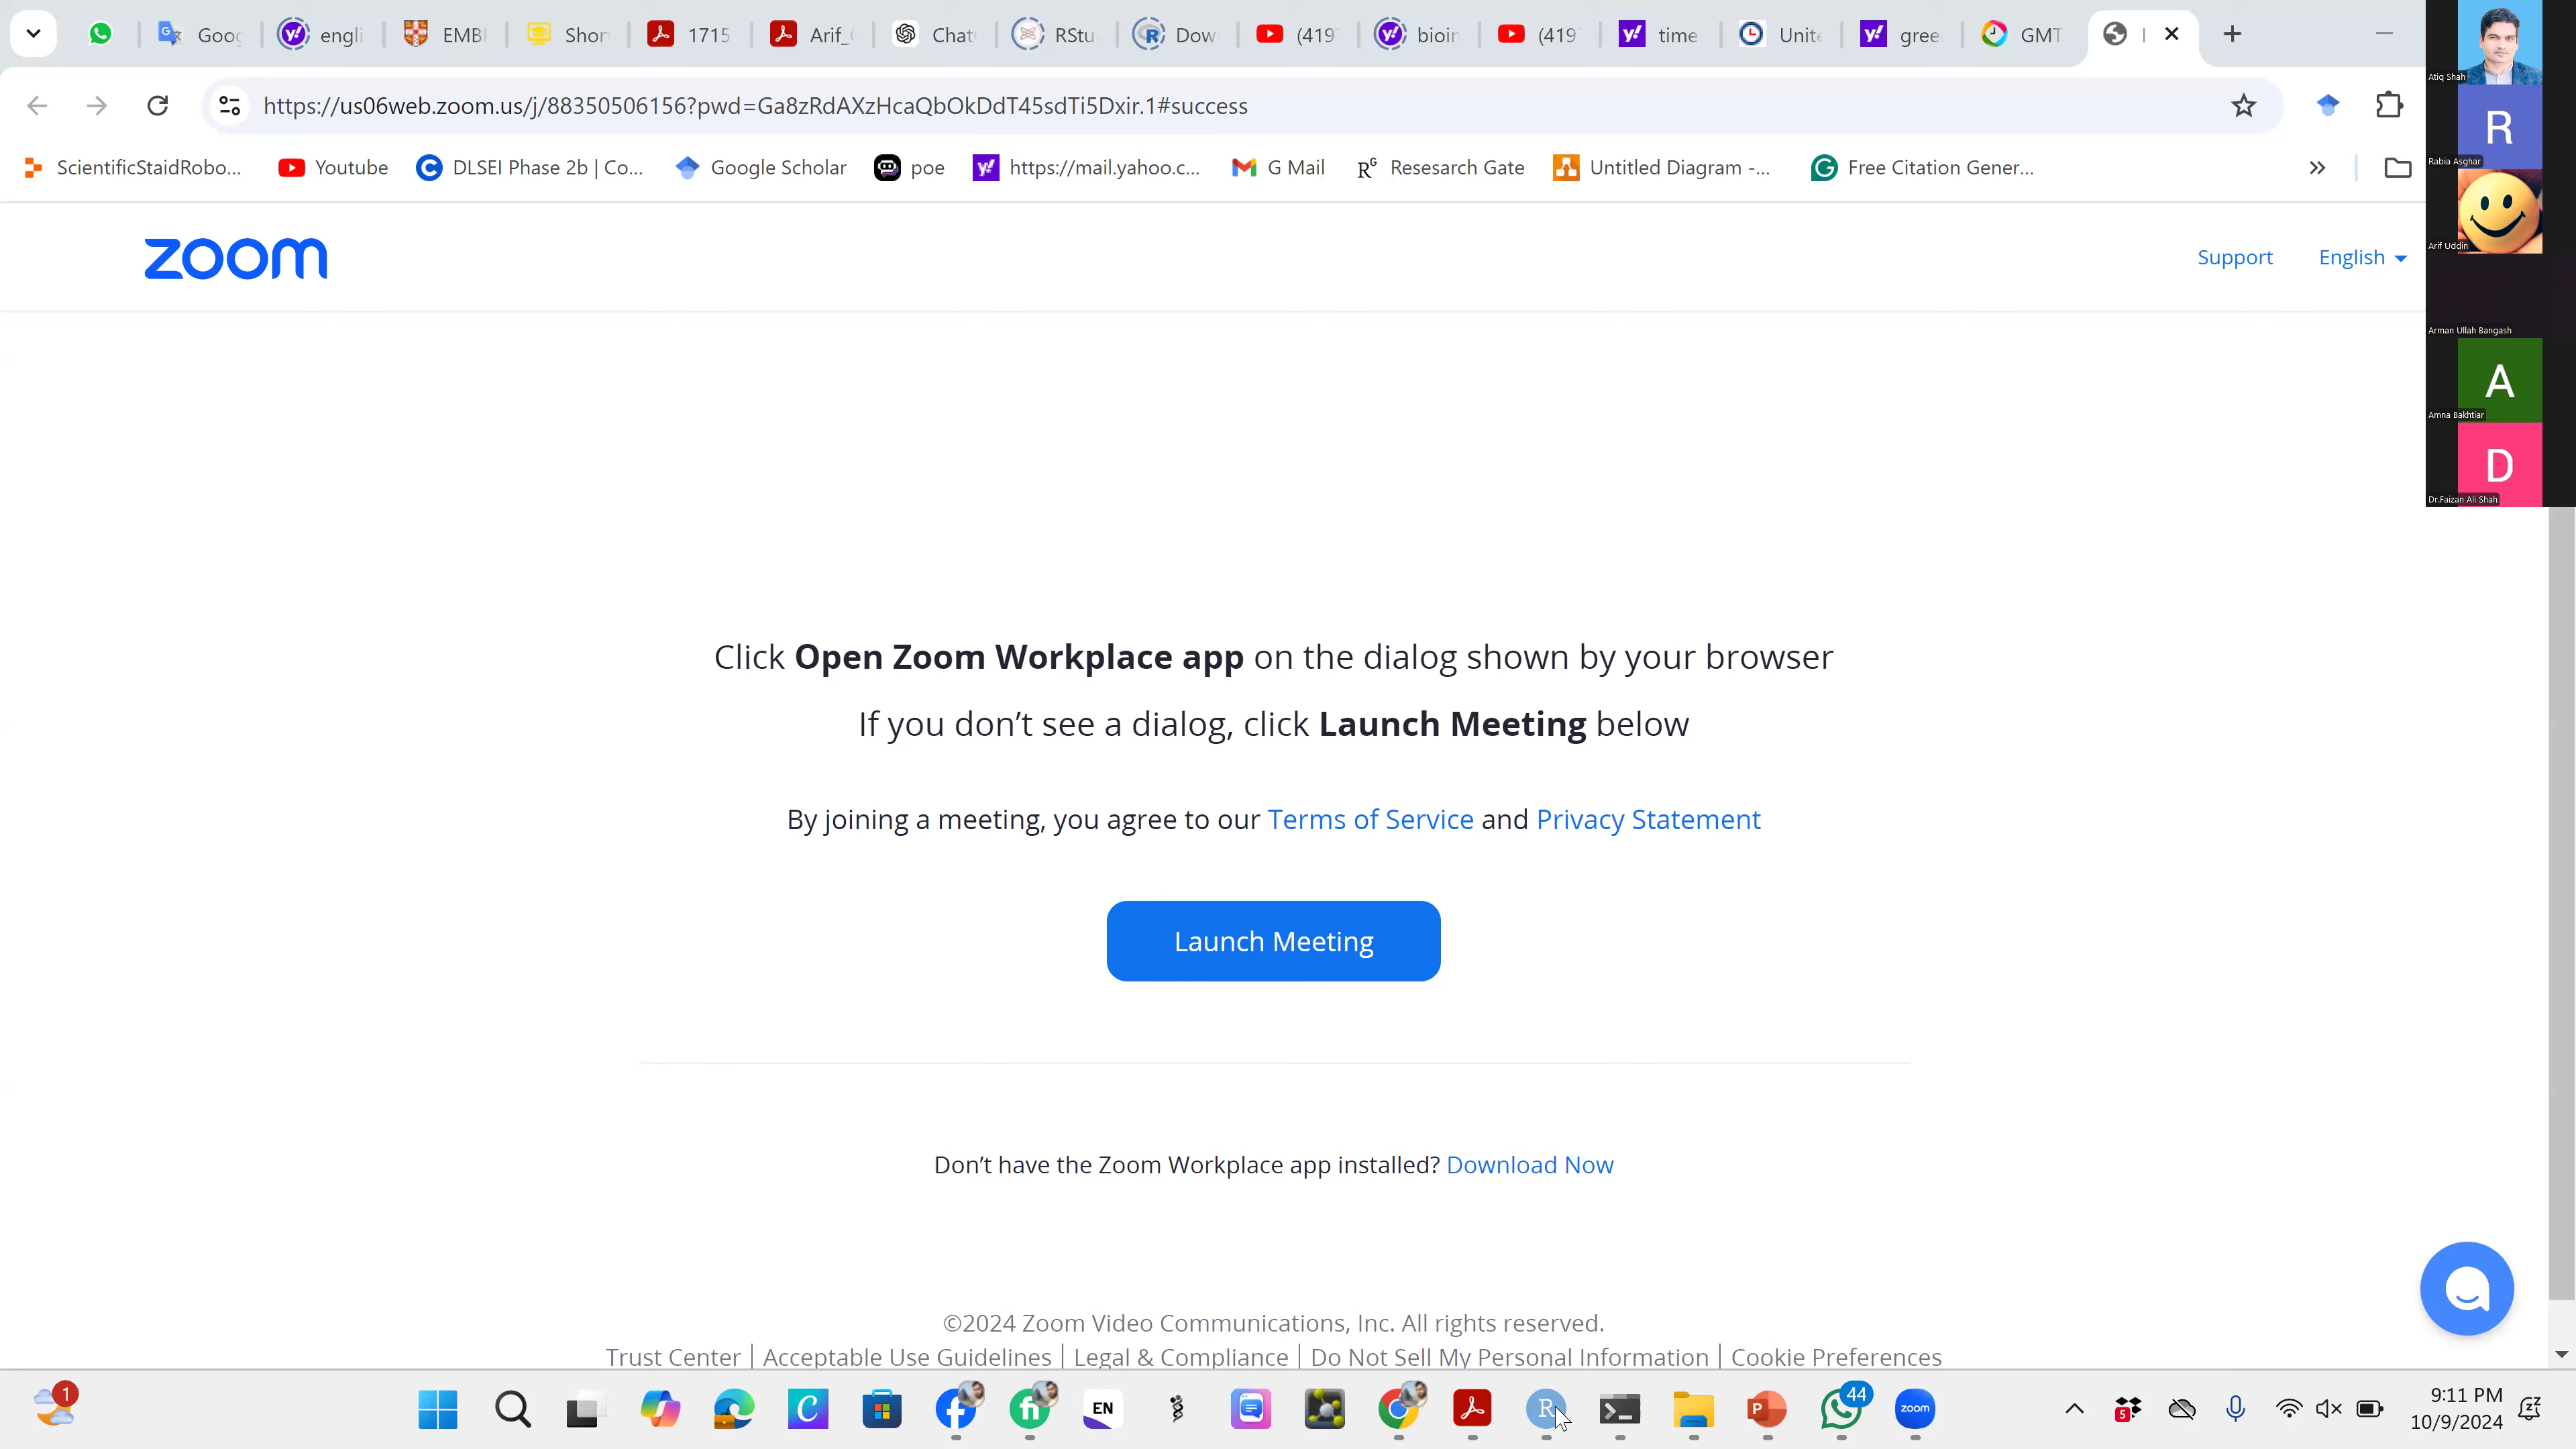 Goog
engli
EMBI
Shor
1715
Arif_
Chat
RStu
Dow
(419
bioir
(419
time
Unite
gree
GMT
https://us06web.zoom.us/j/88350506156?pwd=Ga8zRdAXzHcaQbOkDdT45sdTi5Dxir.1#success
ScientificStaidRobo...
Youtube
DLSEI Phase 2b | Co...
Google Scholar
poe
https://mail.yahoo.c...
G Mail
Resesarch Gate
Untitled Diagram -...
Free Citation Gener...
zoom
Support
English
Atiq Shah
R
Rabia Asghar
Arif Uddin
Arman Ullah Bangash
A
Amna Bakhtiar
D
Dr.Faizan Ali Shah
Click Open Zoom Workplace app on the dialog shown by your browser
If you don’t see a dialog, click Launch Meeting below
By joining a meeting, you agree to our Terms of Service and Privacy Statement
Launch Meeting
Don’t have the Zoom Workplace app installed? Download Now
©2024 Zoom Video Communications, Inc. All rights reserved.
Trust Center | Acceptable Use Guidelines | Legal & Compliance | Do Not Sell My Personal Information | Cookie Preferences
1
EN
44
zoom
5
9:11 PM
10/9/2024